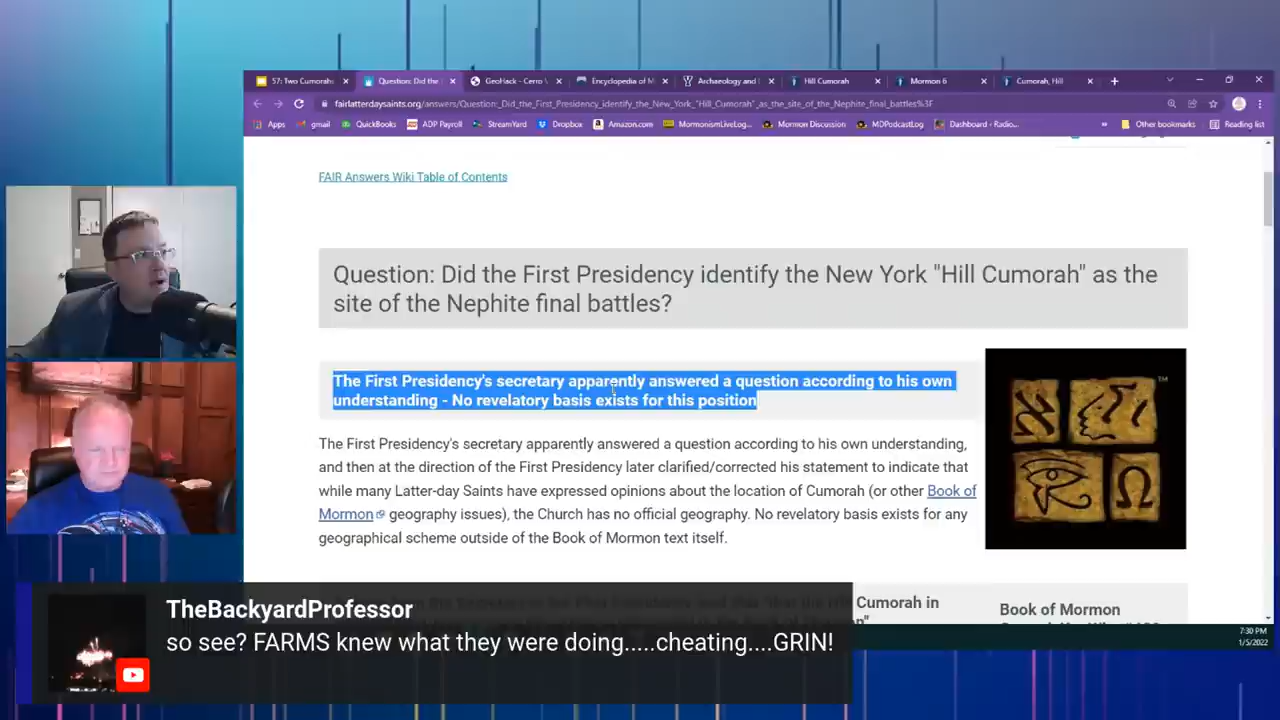 57: Two Cumorah:
Question: Did the
GeoHack - Cerro V
Encyclopedia of M
Archaeology and
Hill Cumorah
Mormon 6
Cumorah, Hill
fairlatterdaysaints.org/answers/Question:_Did_the_First_Presidency_identify_the_New_York_"Hill_Cumorah"_as_the_site_of_the_Nephite_final_battles%3F
Apps
gmail
QuickBooks
ADP Payroll
StreamYard
Dropbox
Amazon.com
MormonismLiveLog...
Mormon Discussion
MDPodcastLog
Dashboard - Radio...
Other bookmarks
Reading list
FAIR Answers Wiki Table of Contents
Question: Did the First Presidency identify the New York "Hill Cumorah" as the
site of the Nephite final battles?
The First Presidency's secretary apparently answered a question according to his own
understanding - No revelatory basis exists for this position
The First Presidency's secretary apparently answered a question according to his own understanding,
and then at the direction of the First Presidency later clarified/corrected his statement to indicate that
while many Latter-day Saints have expressed opinions about the location of Cumorah (or other Book of
Mormon geography issues), the Church has no official geography. No revelatory basis exists for any
geographical scheme outside of the Book of Mormon text itself.
TM
Cumorah in
Book of Mormon
TheBackyardProfessor
so see? FARMS knew what they were doing.....cheating....GRIN!
7:30 PM
1/5/2022